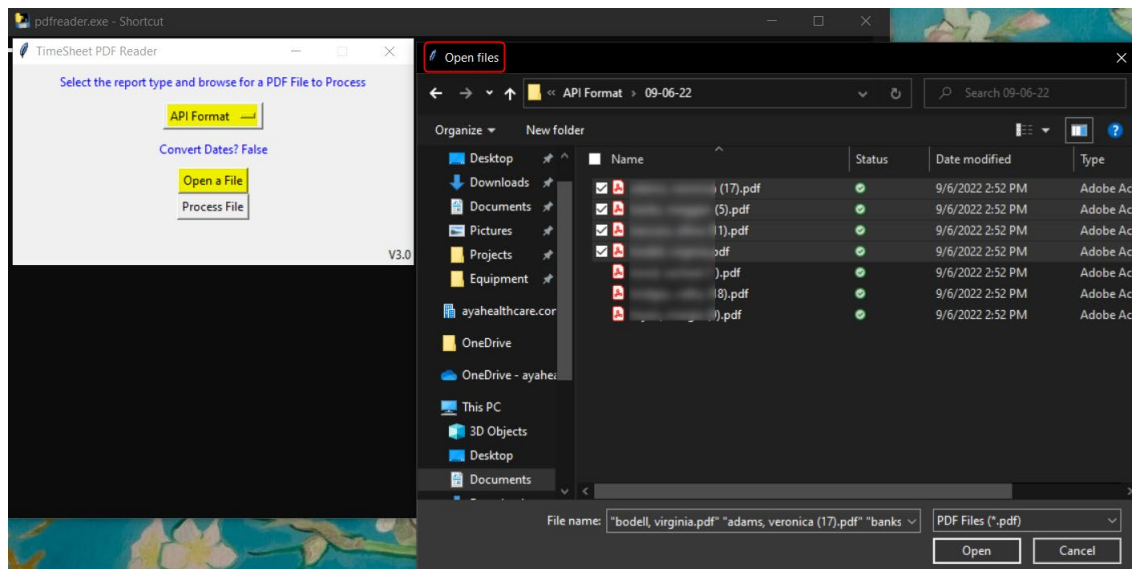 pdfreader.exe - Shortcut
TimeSheet PDF Reader
Select the report type and browse for a PDF File to Process
API Format
Convert Dates? False
Open a File
Process File
V3.0
Open files
« API Format › 09-06-22
Search 09-06-22
Organize
New folder
Name Status Date modified Type
Desktop
Downloads
Documents
Pictures
Projects
Equipment
ayahealthcare.cor
OneDrive
OneDrive - ayahea
This PC
3D Objects
Desktop
Documents
(17).pdf 9/6/2022 2:52 PM Adobe Ac
(5).pdf 9/6/2022 2:52 PM Adobe Ac
1).pdf 9/6/2022 2:52 PM Adobe Ac
pdf 9/6/2022 2:52 PM Adobe Ac
).pdf 9/6/2022 2:52 PM Adobe Ac
8).pdf 9/6/2022 2:52 PM Adobe Ac
).pdf 9/6/2022 2:52 PM Adobe Ac
File name: "bodell, virginia.pdf" "adams, veronica (17).pdf" "banks
PDF Files (*.pdf)
Open
Cancel